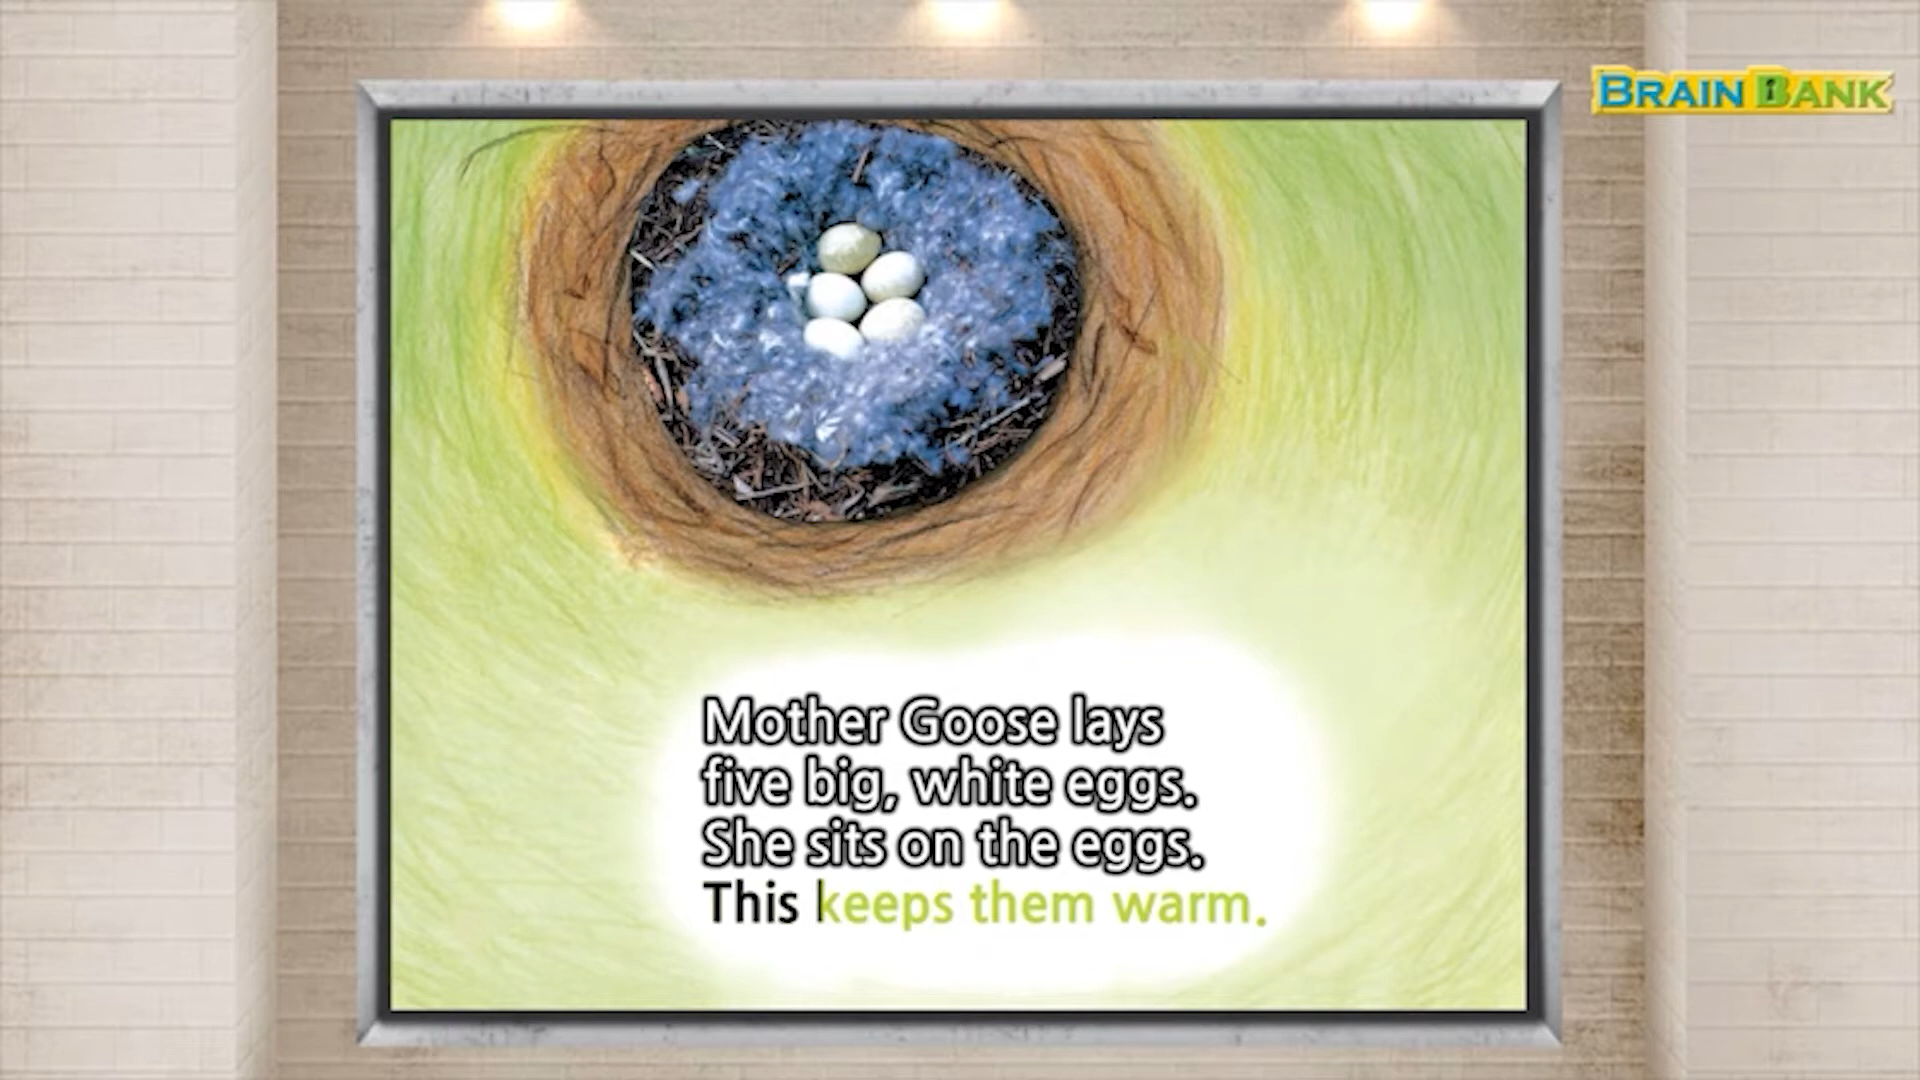 BRAIN BANK
Mother Goose lays
five big, white eggs.
She sits on the eggs.
This keeps them warm.